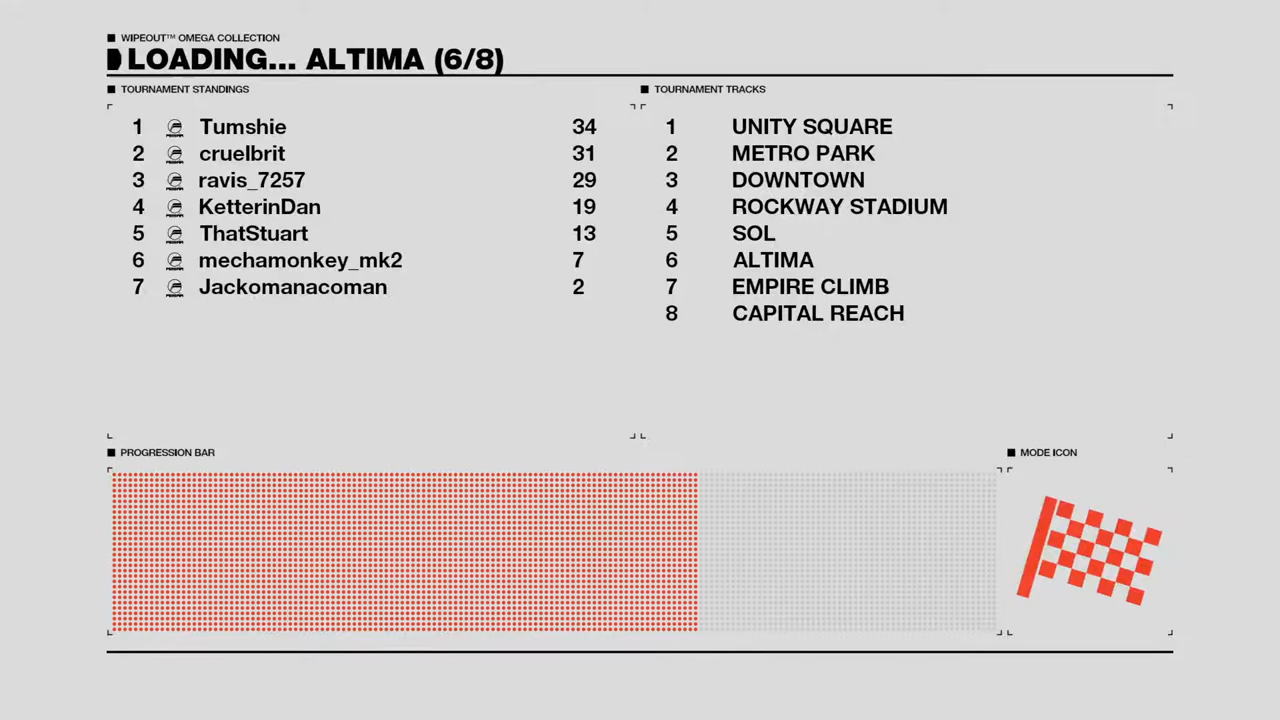 WIPEOUT™ OMEGA COLLECTION
LOADING... ALTIMA (6/8)
TOURNAMENT STANDINGS
1 Tumshie 34
2 cruelbrit 31
3 ravis_7257 29
4 KetterinDan 19
5 ThatStuart 13
6 mechamonkey_mk2 7
7 Jackomanacoman 2
TOURNAMENT TRACKS
1 UNITY SQUARE
2 METRO PARK
3 DOWNTOWN
4 ROCKWAY STADIUM
5 SOL
6 ALTIMA
7 EMPIRE CLIMB
8 CAPITAL REACH
PROGRESSION BAR
MODE ICON